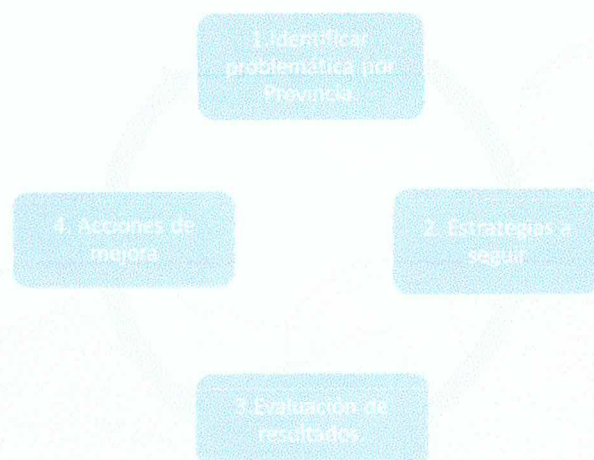 1.Identificar
problemática por
Provincia.
4. Acciones de
mejora
2. Estrategias a
seguir
3.Evaluación de
resultados.